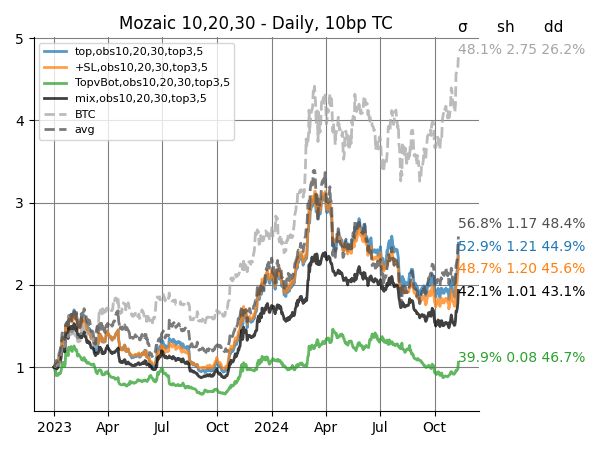 Mozaic 10,20,30 - Daily, 10bp TC
σ sh dd
top,obs10,20,30,top3,5
+SL,obs10,20,30,top3,5
TopvBot,obs10,20,30,top3,5
mix,obs10,20,30,top3,5
BTC
avg
48.1% 2.75 26.2%
56.8% 1.17 48.4%
52.9% 1.21 44.9%
48.7% 1.20 45.6%
42.1% 1.01 43.1%
39.9% 0.08 46.7%
5
4
3
2
1
2023 Apr Jul Oct 2024 Apr Jul Oct